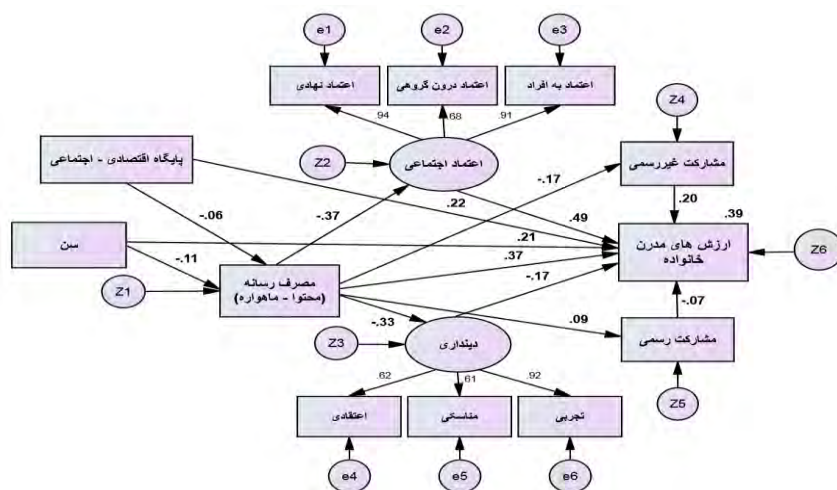 e1
e2
e3
اعتماد نهادی
اعتماد درون گروهی
اعتماد به افراد
.94
.68
.91
Z4
پایگاه اقتصادی - اجتماعی
Z2
اعتماد اجتماعی
مشارکت غیررسمی
-.17
-.06
-.37
.22
.49
.20
.39
سن
-.11
.21
.37
-.17
ارزش های مدرن
خانواده
Z6
Z1
مصرف رسانه
(محتوا - ماهواره)
-.33
.09
-.07
Z3
دینداری
مشارکت رسمی
.62
.61
.92
Z5
اعتقادی
مناسکی
تجربی
e4
e5
e6